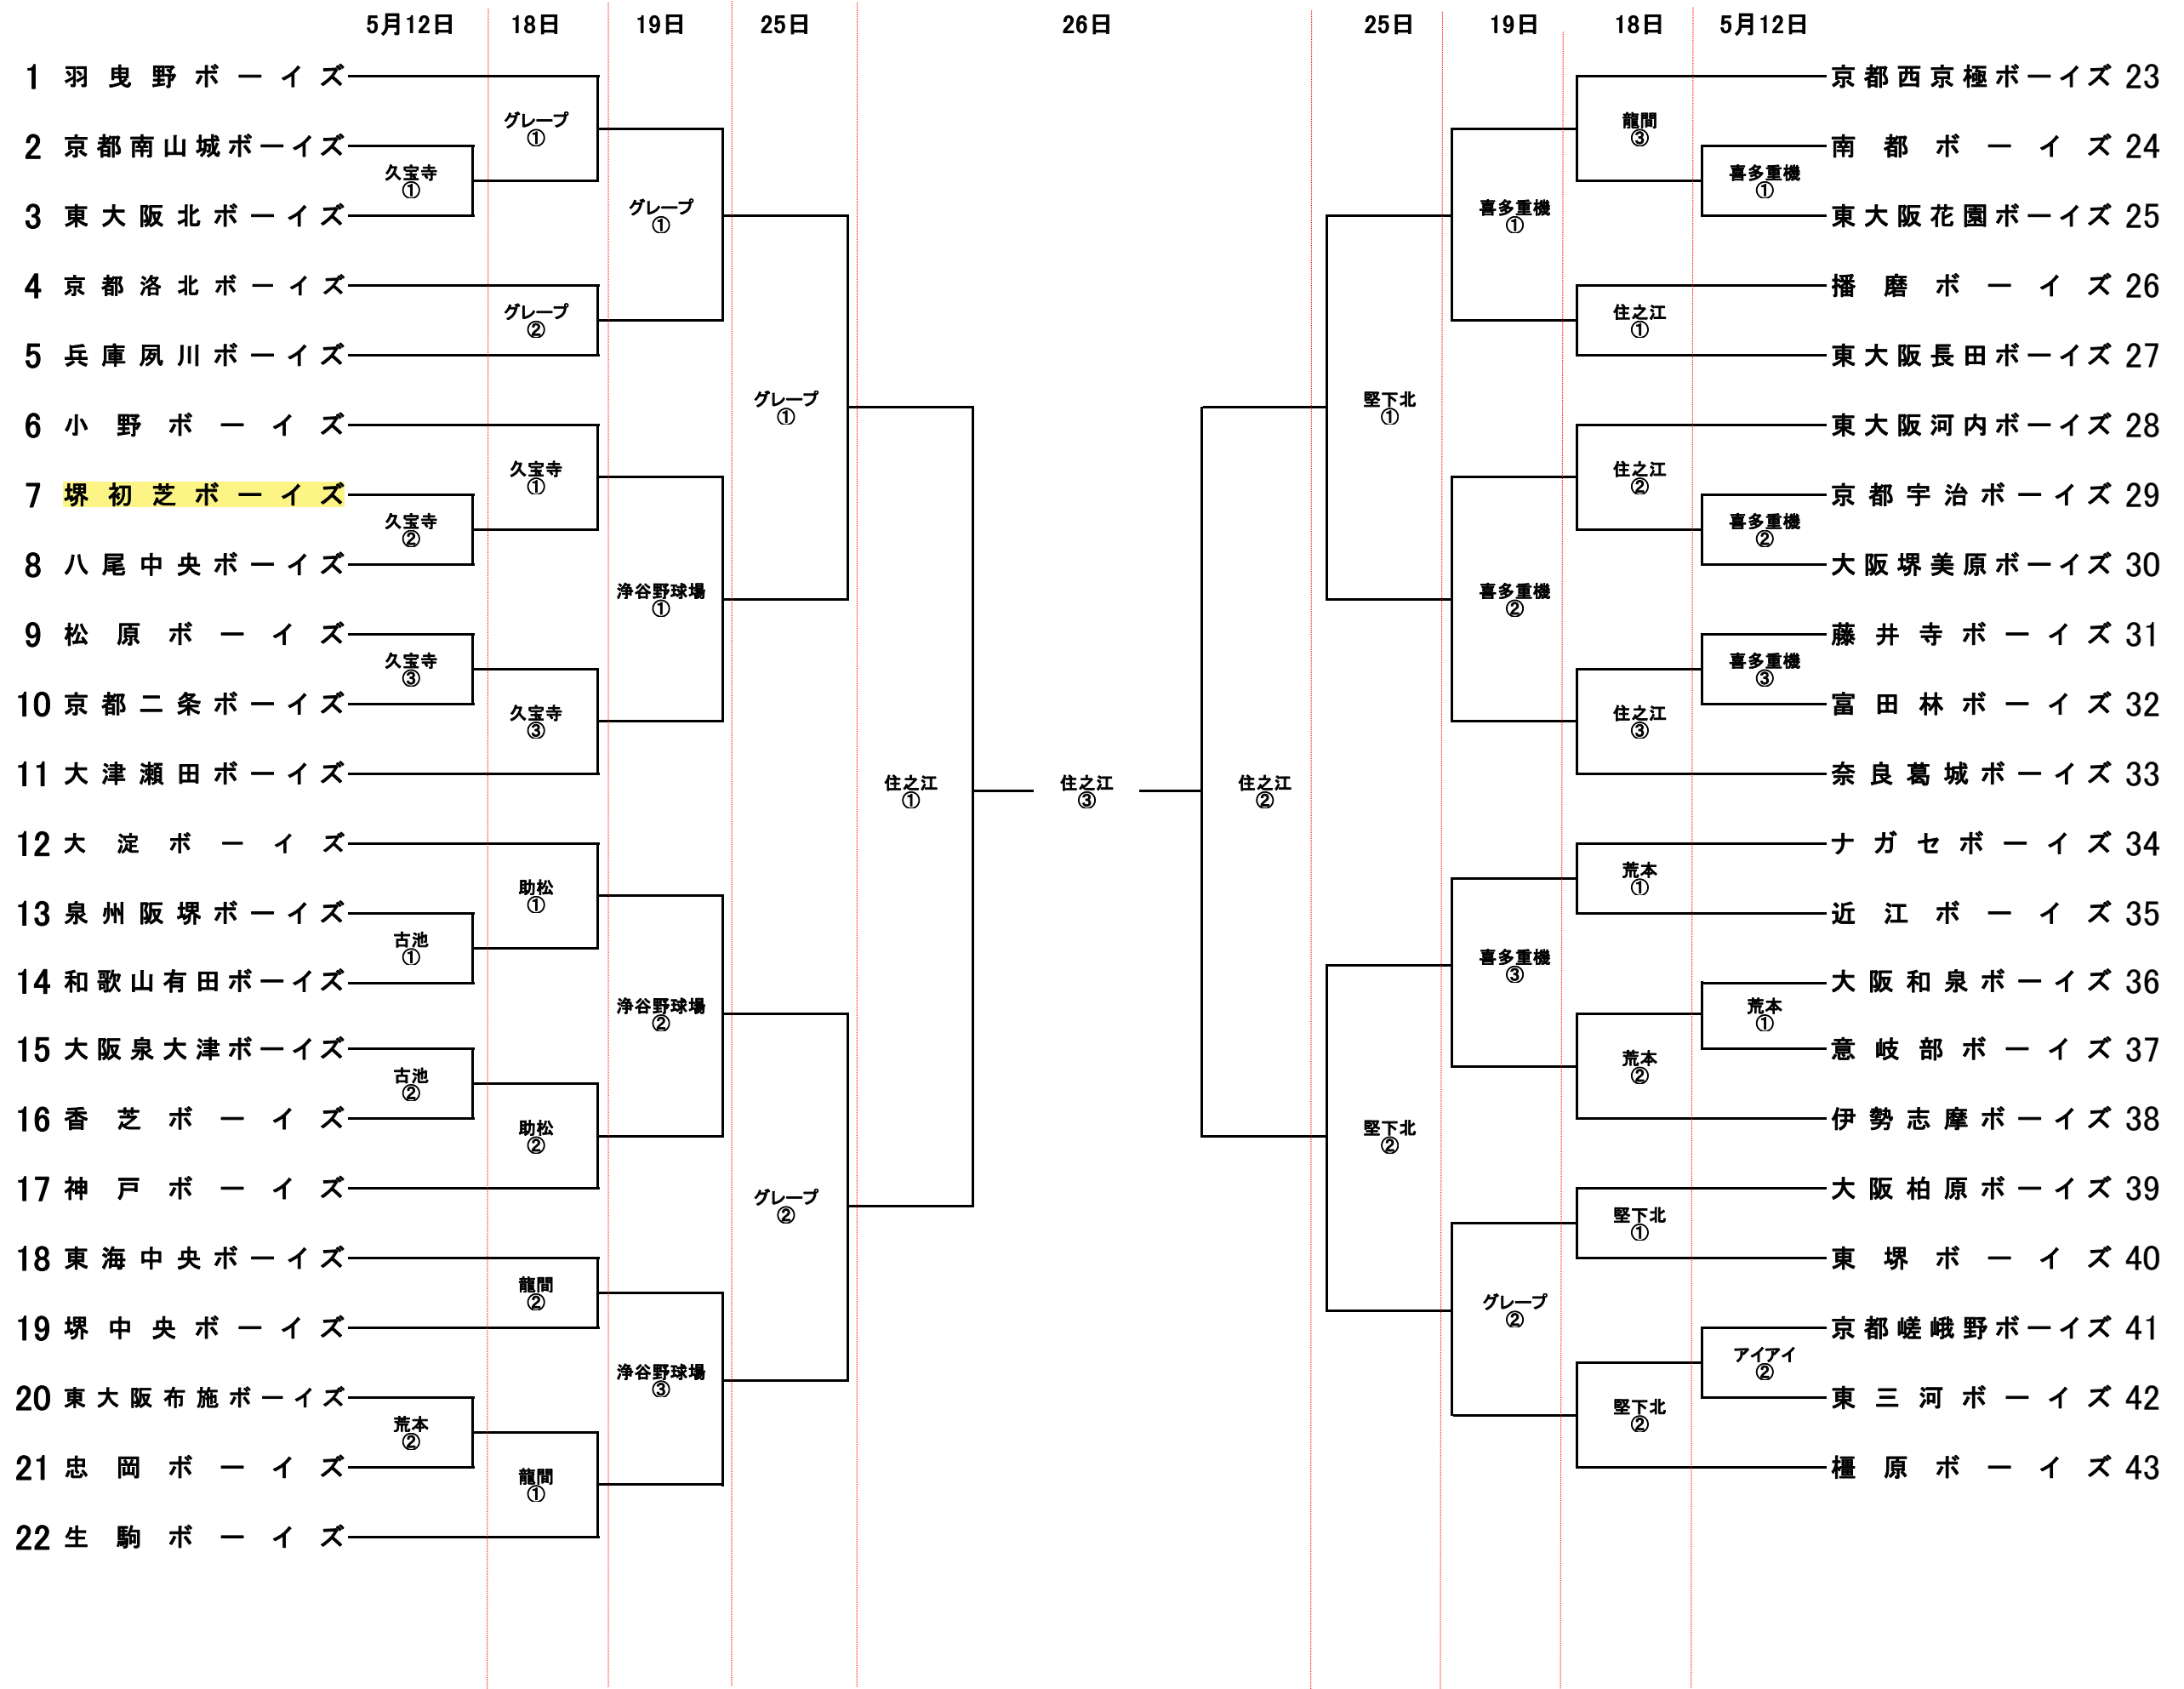 5月12日 18日 19日 25日 26日 25日 19日 18日 5月12日
1 羽曳野ボーイズ
2 京都南山城ボーイズ
3 東大阪北ボーイズ
4 京都洛北ボーイズ
5 兵庫夙川ボーイズ
6 小野ボーイズ
7 堺初芝ボーイズ
8 八尾中央ボーイズ
9 松原ボーイズ
10 京都二条ボーイズ
11 大津瀬田ボーイズ
12 大淀ボーイズ
13 泉州阪堺ボーイズ
14 和歌山有田ボーイズ
15 大阪泉大津ボーイズ
16 香芝ボーイズ
17 神戸ボーイズ
18 東海中央ボーイズ
19 堺中央ボーイズ
20 東大阪布施ボーイズ
21 忠岡ボーイズ
22 生駒ボーイズ
久宝寺
①
久宝寺
②
久宝寺
③
古池
①
古池
②
荒本
②
グレープ
①
グレープ
②
久宝寺
①
久宝寺
③
助松
①
助松
②
龍間
②
龍間
①
グレープ
①
浄谷野球場
①
浄谷野球場
②
浄谷野球場
③
グレープ
①
グレープ
②
住之江
①
住之江
③
住之江
②
堅下北
①
堅下北
②
喜多重機
①
喜多重機
②
喜多重機
③
グレープ
②
龍間
③
住之江
①
住之江
②
住之江
③
荒本
①
荒本
②
堅下北
①
堅下北
②
喜多重機
①
喜多重機
②
喜多重機
③
荒本
①
アイアイ
②
京都西京極ボーイズ 23
南都ボーイズ 24
東大阪花園ボーイズ 25
播磨ボーイズ 26
東大阪長田ボーイズ 27
東大阪河内ボーイズ 28
京都宇治ボーイズ 29
大阪堺美原ボーイズ 30
藤井寺ボーイズ 31
富田林ボーイズ 32
奈良葛城ボーイズ 33
ナガセボーイズ 34
近江ボーイズ 35
大阪和泉ボーイズ 36
意岐部ボーイズ 37
伊勢志摩ボーイズ 38
大阪柏原ボーイズ 39
東堺ボーイズ 40
京都嵯峨野ボーイズ 41
東三河ボーイズ 42
橿原ボーイズ 43